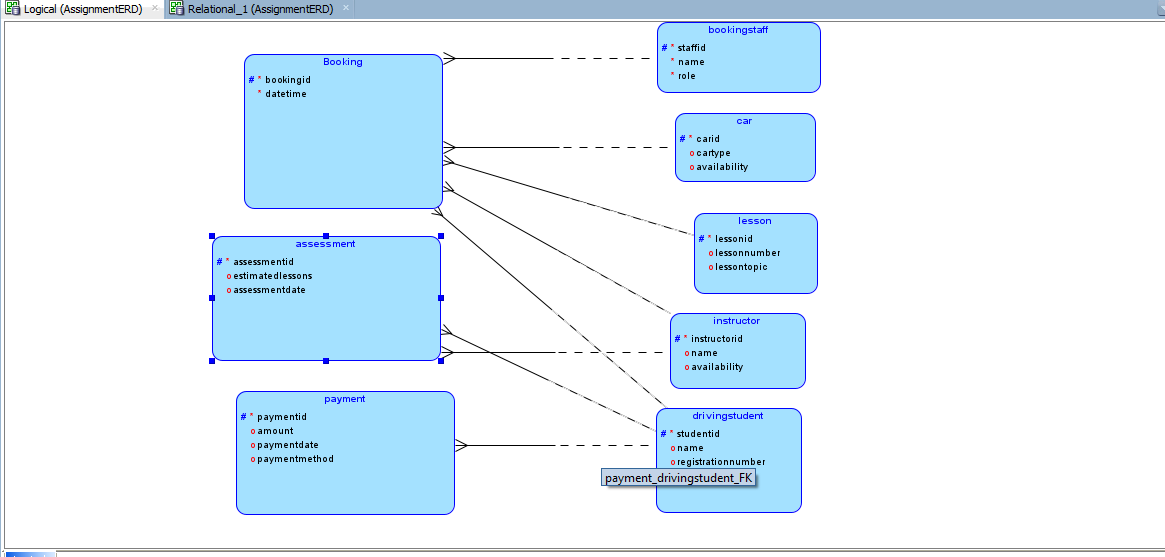 Logical (AssignmentERD)
Relational_1 (AssignmentERD)
Booking
# * bookingid
* datetime
bookingstaff
# * staffid
* name
* role
car
# * carid
o cartype
o availability
lesson
# * lessonid
o lessonnumber
o lessontopic
assessment
# * assessmentid
o estimatedlessons
o assessmentdate
instructor
# * instructorid
o name
o availability
payment
# * paymentid
o amount
o paymentdate
o paymentmethod
drivingstudent
# * studentid
o name
o registrationnumber
payment_drivingstudent_FK